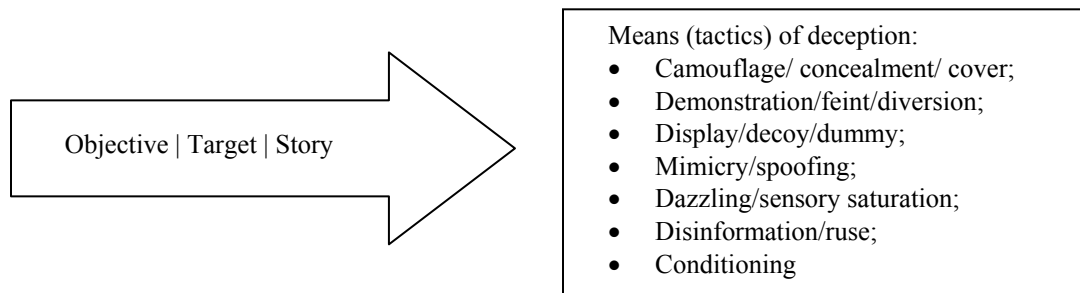 Objective | Target | Story
Means (tactics) of deception:
• Camouflage/ concealment/ cover;
• Demonstration/feint/diversion;
• Display/decoy/dummy;
• Mimicry/spoofing;
• Dazzling/sensory saturation;
• Disinformation/ruse;
• Conditioning